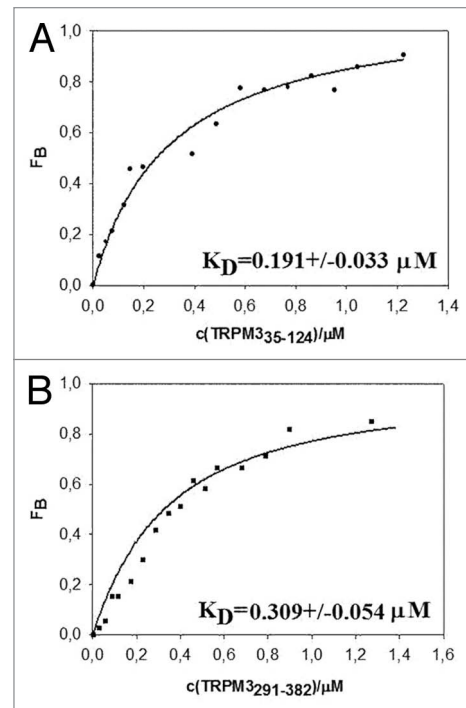 A
1,0
0,8
0,6
0,4
0,2
0,0
F_B
K_D=0.191+/-0.033 μM
0,0 0,2 0,4 0,6 0,8 1,0 1,2 1,4
c(TRPM3_35-124)/μM
B
1,0
0,8
0,6
0,4
0,2
0,0
F_B
K_D=0.309+/-0.054 μM
0,0 0,2 0,4 0,6 0,8 1,0 1,2 1,4 1,6
c(TRPM3_291-382)/μM